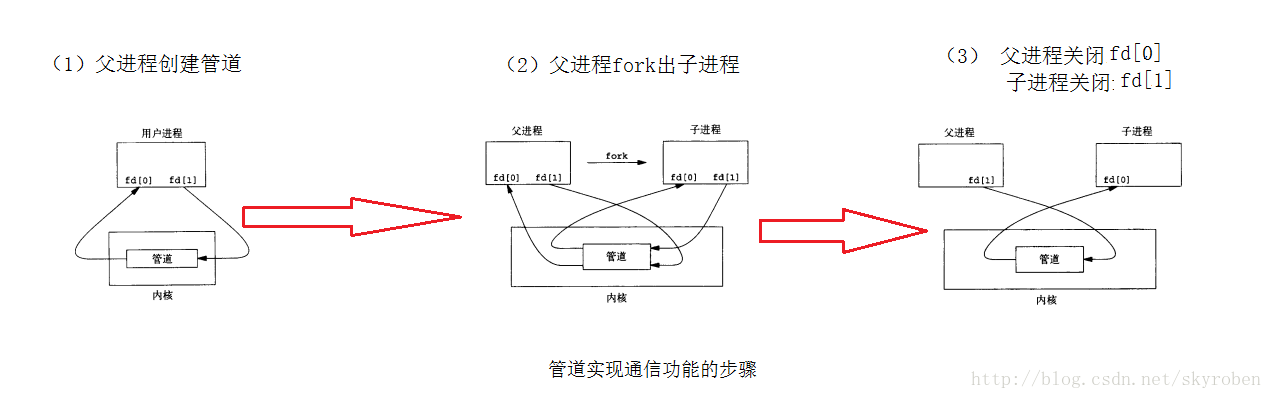 (1)父进程创建管道
(2)父进程fork出子进程
(3) 父进程关闭fd[0]
子进程关闭:fd[1]
用户进程
fd[0] fd[1]
管道
内核
父进程
fork
子进程
fd[0] fd[1]
fd[0] fd[1]
管道
内核
父进程
子进程
fd[1]
fd[0]
管道
内核
管道实现通信功能的步骤
http://blog.csdn.net/skyroben